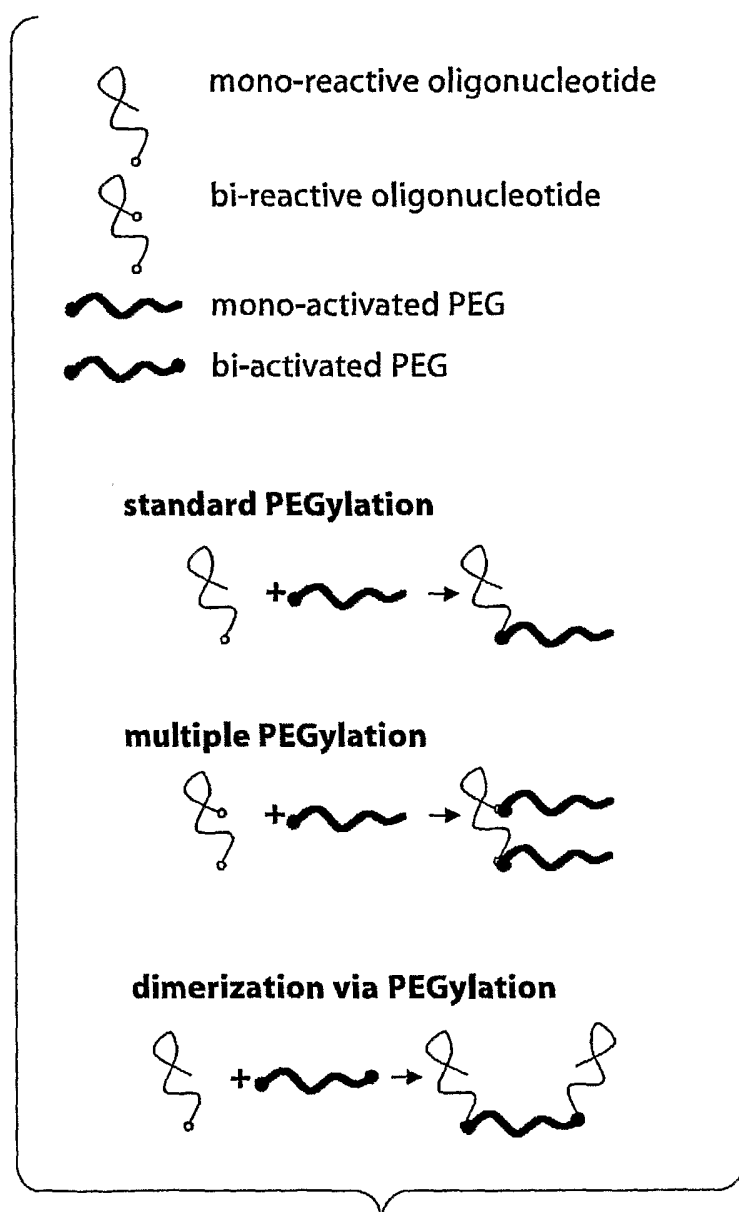 mono-reactive oligonucleotide
bi-reactive oligonucleotide
mono-activated PEG
bi-activated PEG
standard PEGylation
+
multiple PEGylation
+
dimerization via PEGylation
+